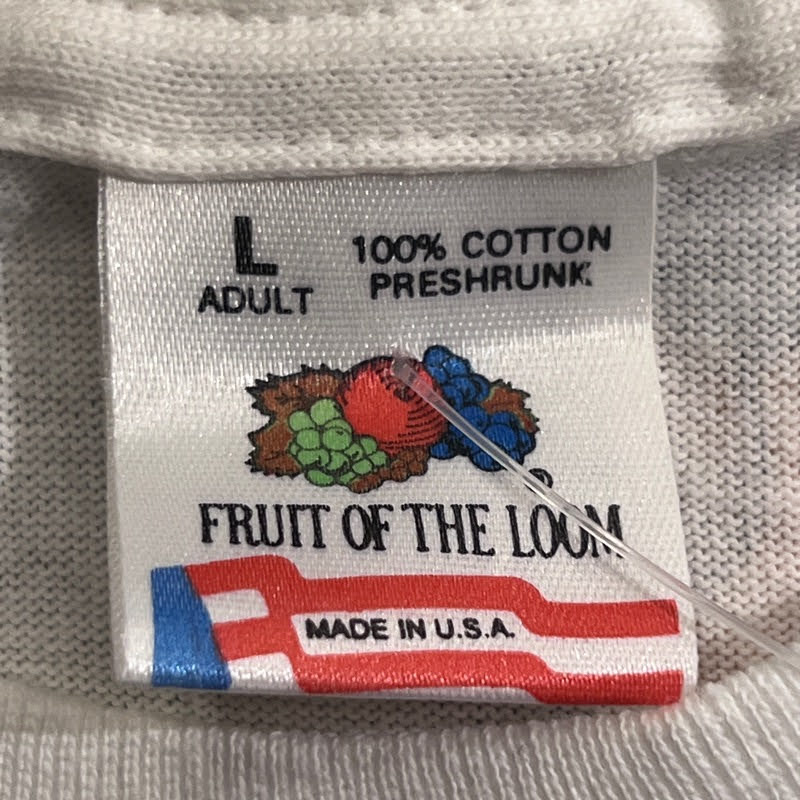 L
ADULT
100% COTTON
PRESHRUNK
®
FRUIT OF THE LOOM
MADE IN U.S.A.